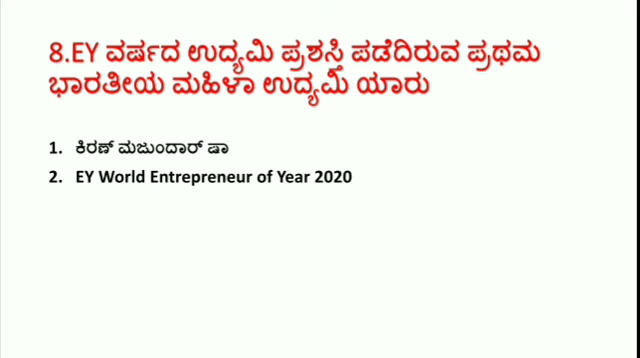 8.EY ವರ್ಷದ ಉದ್ಯಮಿ ಪ್ರಶಸ್ತಿ ಪಡೆದಿರುವ ಪ್ರಥಮ
ಭಾರತೀಯ ಮಹಿಳಾ ಉದ್ಯಮಿ ಯಾರು
1. ಕಿರಣ್ ಮಜುಂದಾರ್ ಷಾ
2. EY World Entrepreneur of Year 2020